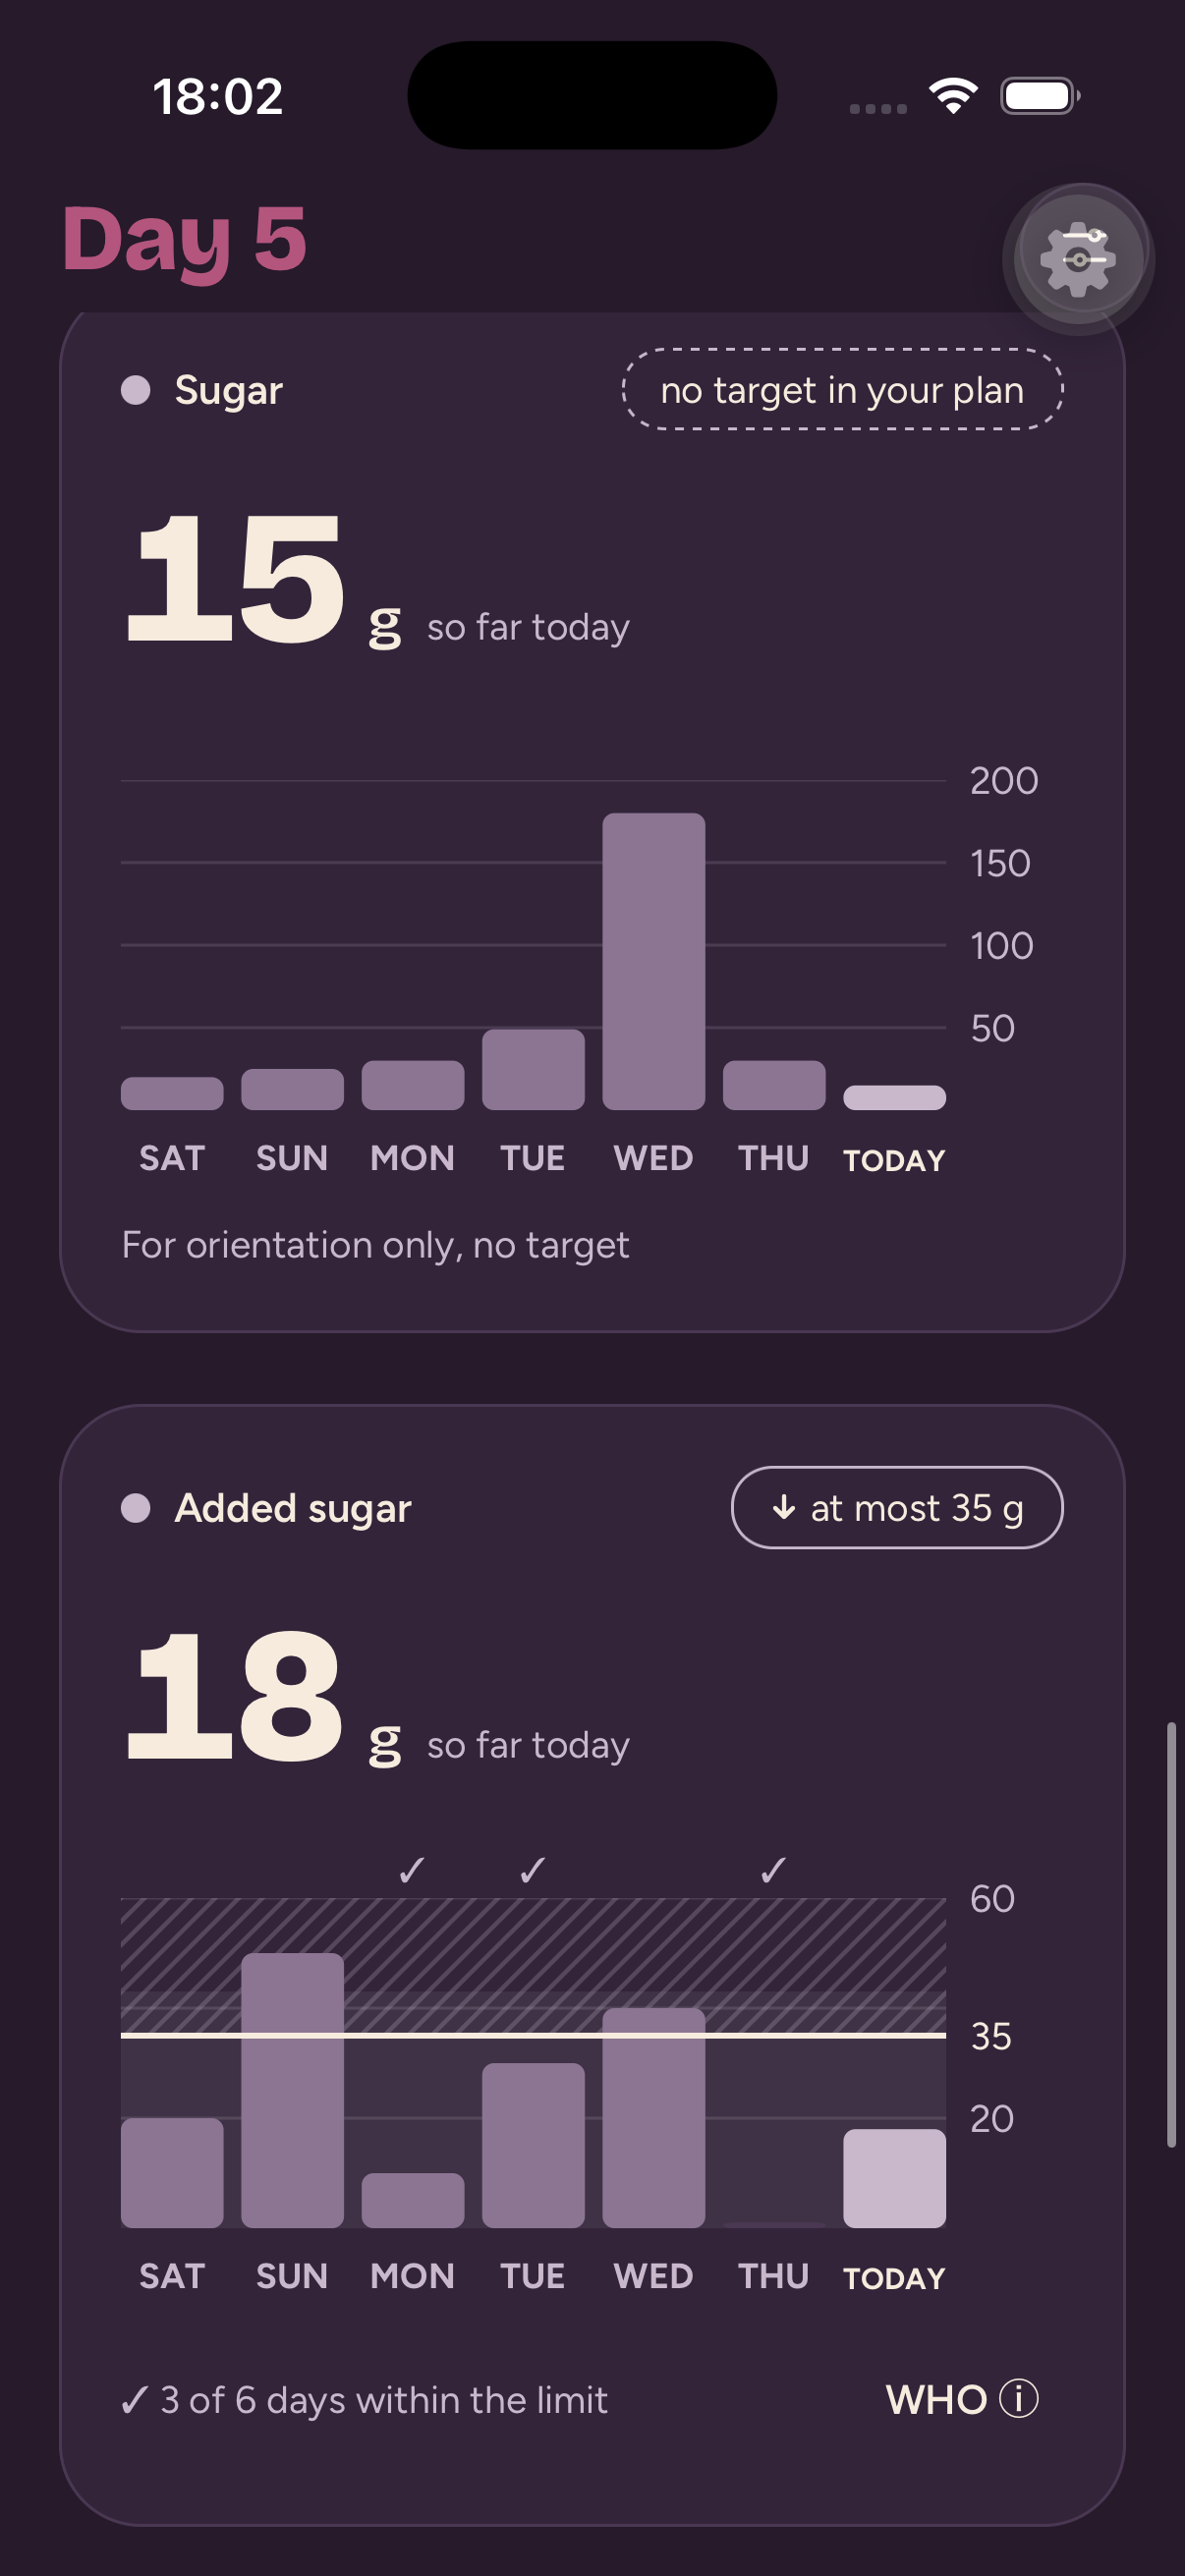 18:02
Day 5
Sugar
no target in your plan
15 g so far today
200
150
100
50
SAT SUN MON TUE WED THU TODAY
For orientation only, no target
Added sugar
↓ at most 35 g
18 g so far today
✓ ✓ ✓
60
35
20
SAT SUN MON TUE WED THU TODAY
✓ 3 of 6 days within the limit
WHO ⓘ